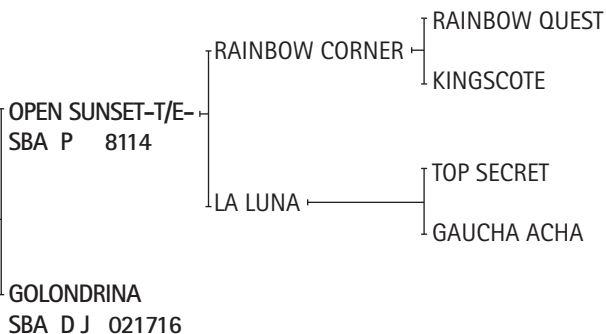 RAINBOW QUEST
RAINBOW CORNER
KINGSCOTE
OPEN SUNSET-T/E-
SBA P 8114
TOP SECRET
LA LUNA
GAUCHA ACHA
GOLONDRINA
SBA D J 021716